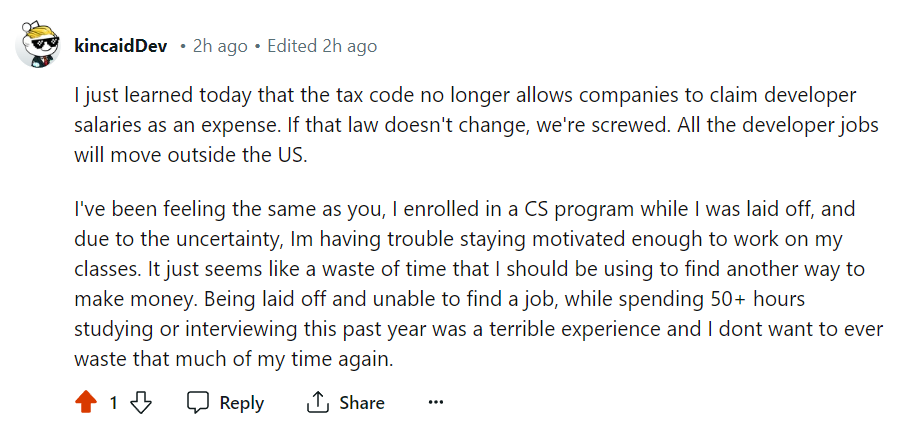 kincaidDev • 2h ago • Edited 2h ago
I just learned today that the tax code no longer allows companies to claim developer
salaries as an expense. If that law doesn't change, we're screwed. All the developer jobs
will move outside the US.
I've been feeling the same as you, I enrolled in a CS program while I was laid off, and
due to the uncertainty, Im having trouble staying motivated enough to work on my
classes. It just seems like a waste of time that I should be using to find another way to
make money. Being laid off and unable to find a job, while spending 50+ hours
studying or interviewing this past year was a terrible experience and I dont want to ever
waste that much of my time again.
1 Reply Share ...